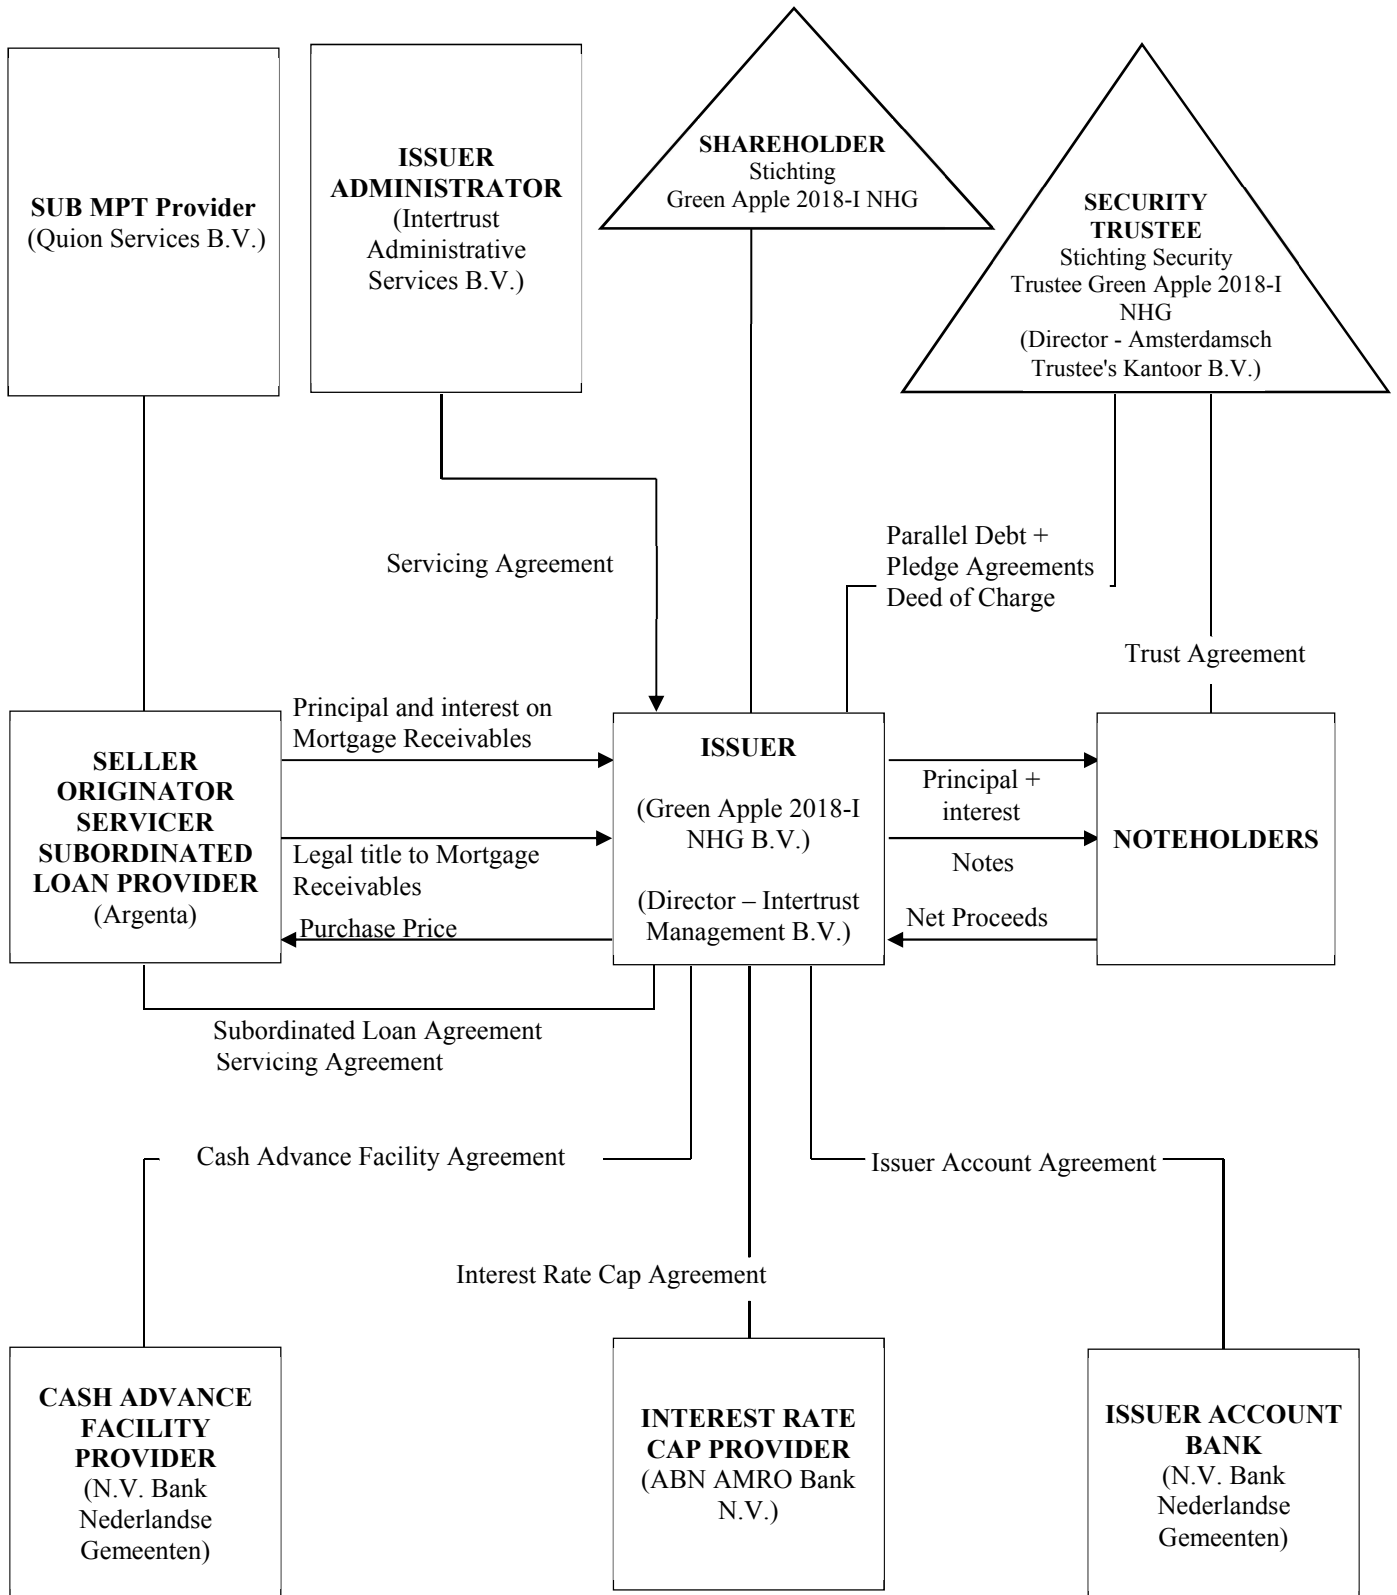 SUB MPT Provider
(Quion Services B.V.)
ISSUER
ADMINISTRATOR
(Intertrust
Administrative
Services B.V.)
SHAREHOLDER
Stichting
Green Apple 2018-I NHG
SECURITY
TRUSTEE
Stichting Security
Trustee Green Apple 2018-I
NHG
(Director - Amsterdamsch
Trustee's Kantoor B.V.)
Servicing Agreement
Parallel Debt +
Pledge Agreements
Deed of Charge
Trust Agreement
SELLER
ORIGINATOR
SERVICER
SUBORDINATED
LOAN PROVIDER
(Argenta)
Principal and interest on
Mortgage Receivables
Legal title to Mortgage
Receivables
Purchase Price
ISSUER
(Green Apple 2018-I
NHG B.V.)
(Director – Intertrust
Management B.V.)
Principal +
interest
Notes
Net Proceeds
NOTEHOLDERS
Subordinated Loan Agreement
Servicing Agreement
Cash Advance Facility Agreement
Issuer Account Agreement
Interest Rate Cap Agreement
CASH ADVANCE
FACILITY
PROVIDER
(N.V. Bank
Nederlandse
Gemeenten)
INTEREST RATE
CAP PROVIDER
(ABN AMRO Bank
N.V.)
ISSUER ACCOUNT
BANK
(N.V. Bank
Nederlandse
Gemeenten)